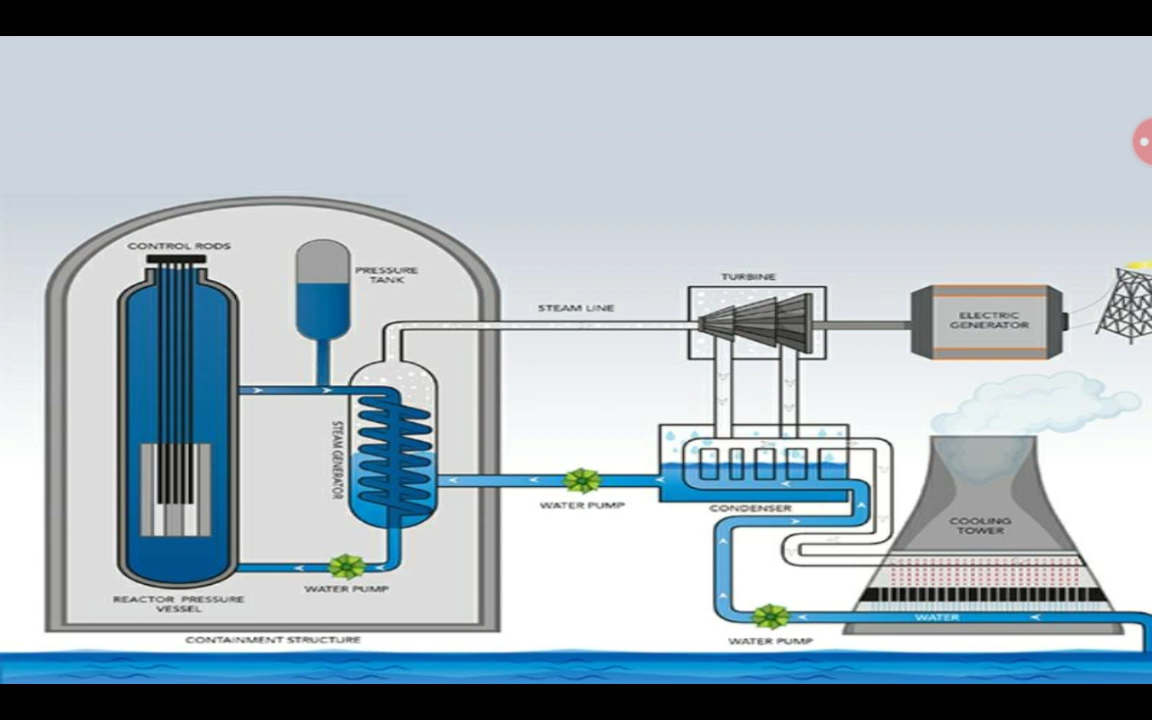 CONTROL RODS
PRESSURE
TANK
TURBINE
STEAM LINE
ELECTRIC
GENERATOR
STEAM GENERATOR
WATER PUMP
CONDENSER
COOLING
TOWER
WATER PUMP
REACTOR PRESSURE
VESSEL
WATER
CONTAINMENT STRUCTURE
WATER PUMP